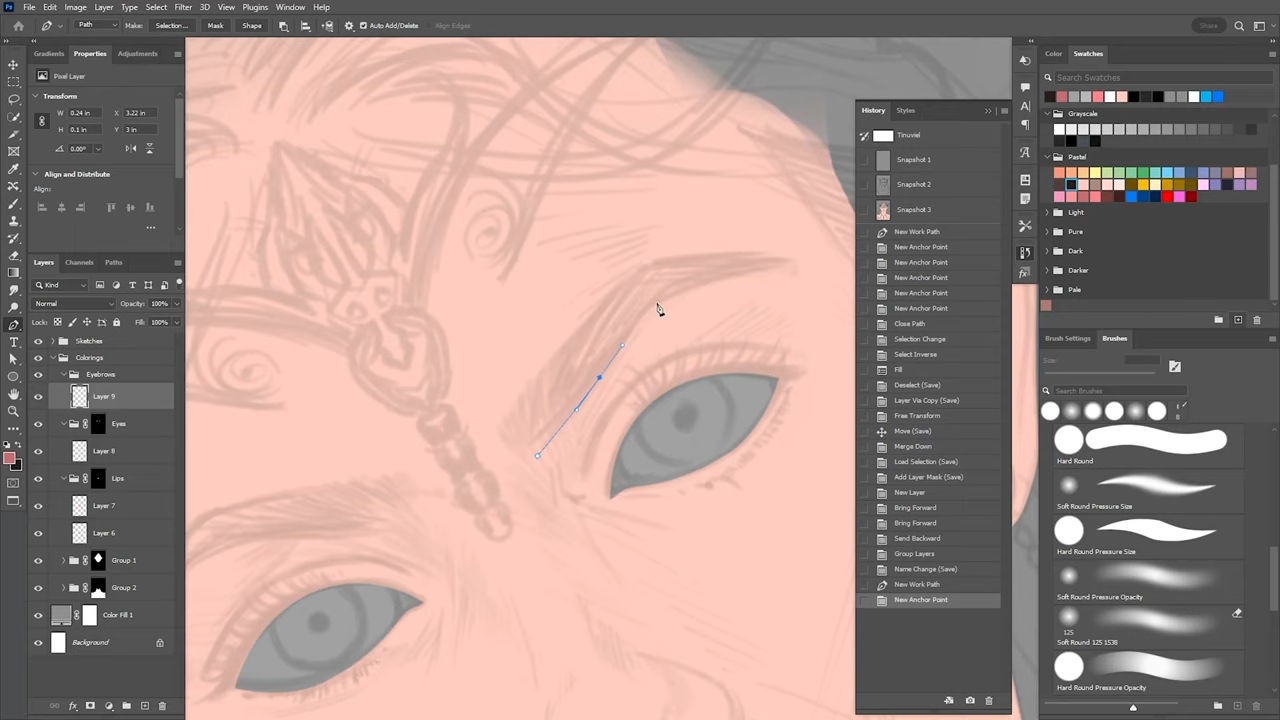 Ps File Edit Image Layer Type Select Filter 3D View Plugins Window Help
Path Make: Selection... Mask Shape Auto Add/Delete Align Edges Share
Gradients Properties Adjustments
Pixel Layer
Transform
W: 0.24 in X: 3.22 in
H: 0.1 in Y: 3 in
0.00°
Align and Distribute
Align:
Layers Channels Paths
Kind
Normal Opacity: 100%
Lock: Fill: 100%
Sketches
Colorings
Eyebrows
Layer 9
Eyes
Layer 8
Lips
Layer 7
Layer 6
Group 1
Group 2
Color Fill 1
Background
fx
History Styles
Tinuviel
Snapshot 1
Snapshot 2
Snapshot 3
New Work Path
New Anchor Point
New Anchor Point
New Anchor Point
New Anchor Point
New Anchor Point
Close Path
Selection Change
Select Inverse
Fill
Deselect (Save)
Layer Via Copy (Save)
Free Transform
Move (Save)
Merge Down
Load Selection (Save)
Add Layer Mask (Save)
New Layer
Bring Forward
Bring Forward
Send Backward
Group Layers
Name Change (Save)
New Work Path
New Anchor Point
Color Swatches
Search Swatches
Grayscale
Pastel
Light
Pure
Dark
Darker
Pale
Brush Settings Brushes
Size:
Search Brushes
Hard Round
Soft Round Pressure Size
Hard Round Pressure Size
Soft Round Pressure Opacity
125
Soft Round 125 1538
Hard Round Pressure Opacity